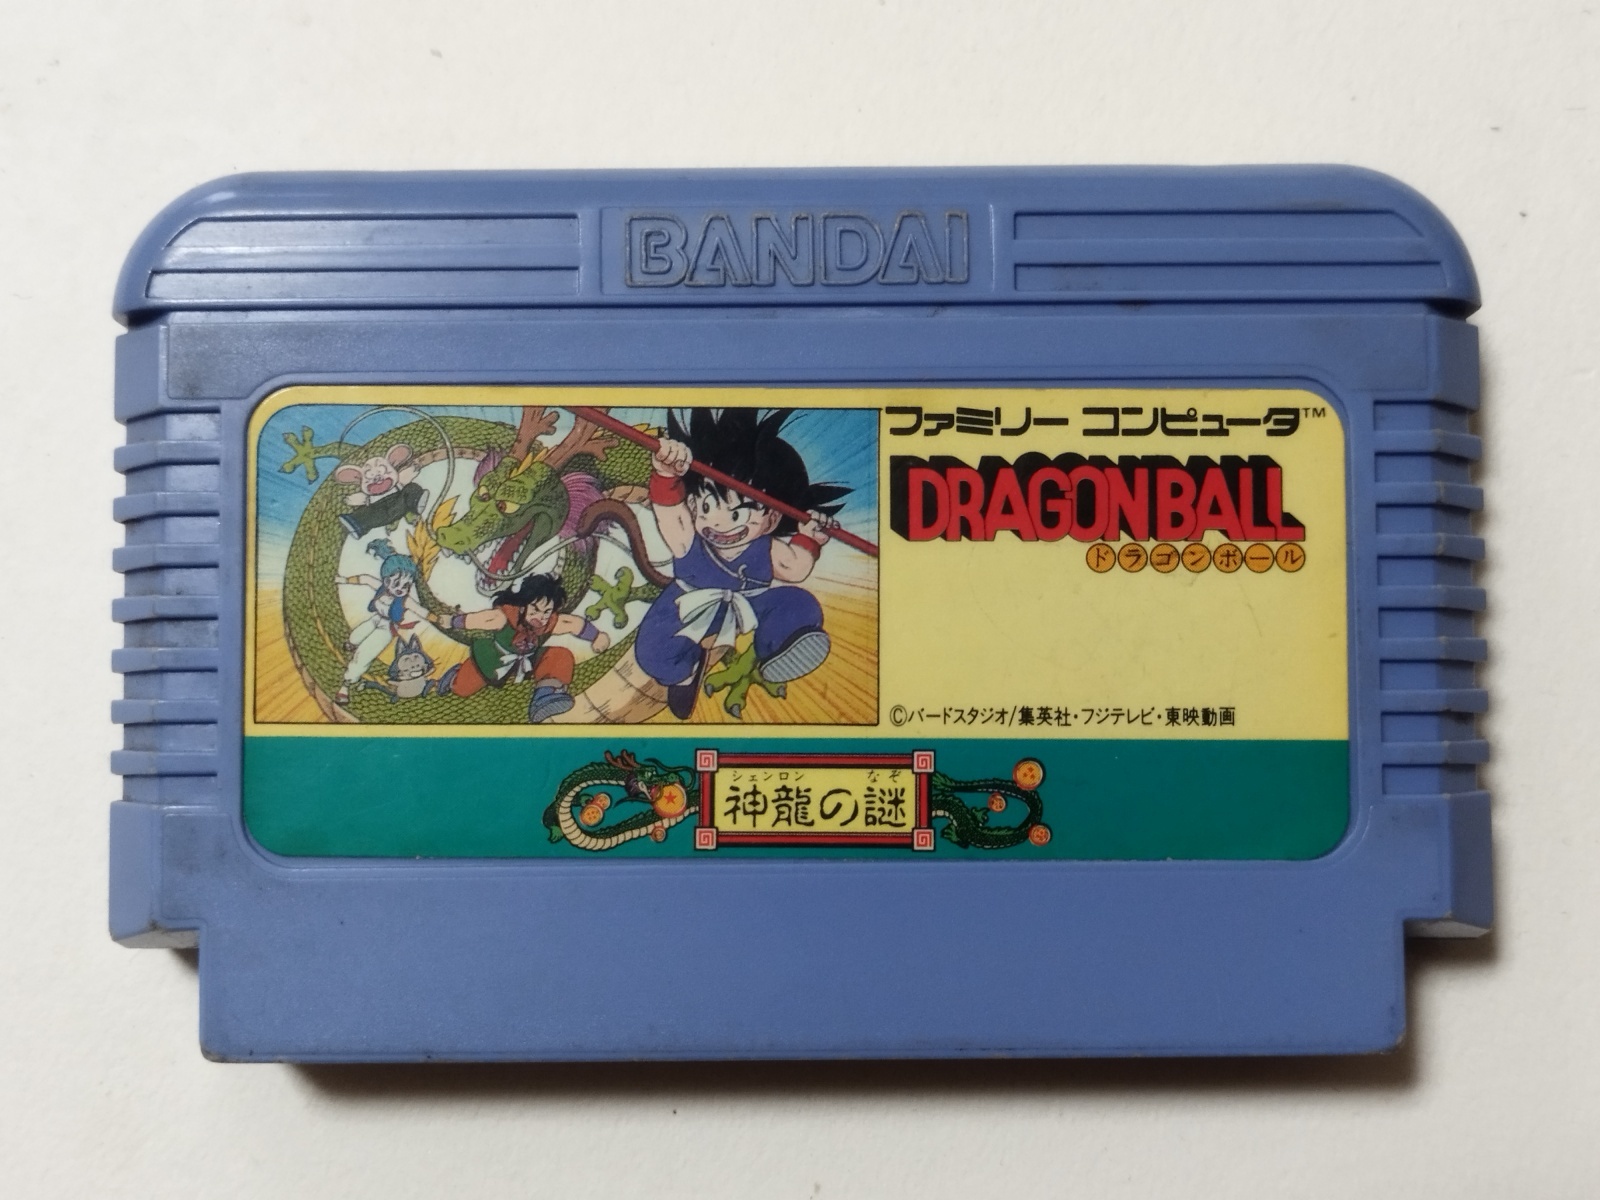 BANDAI
ファミリー コンピュータ™
DRAGONBALL
ドラゴンボール
©バードスタジオ/集英社・フジテレビ・東映動画
シェンロン なぞ
神龍の謎